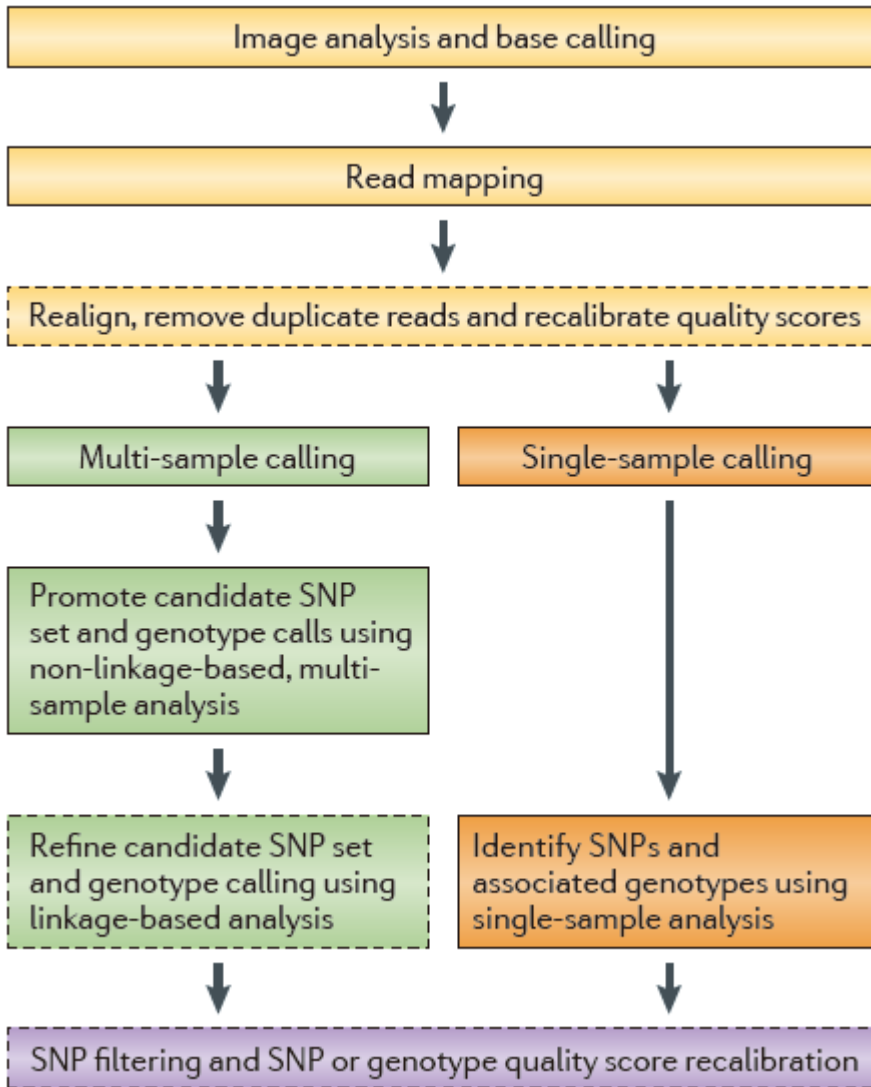 Image analysis and base calling
Read mapping
Realign, remove duplicate reads and recalibrate quality scores
Multi-sample calling
Single-sample calling
Promote candidate SNP
set and genotype calls using
non-linkage-based, multi-
sample analysis
Refine candidate SNP set
and genotype calling using
linkage-based analysis
Identify SNPs and
associated genotypes using
single-sample analysis
SNP filtering and SNP or genotype quality score recalibration